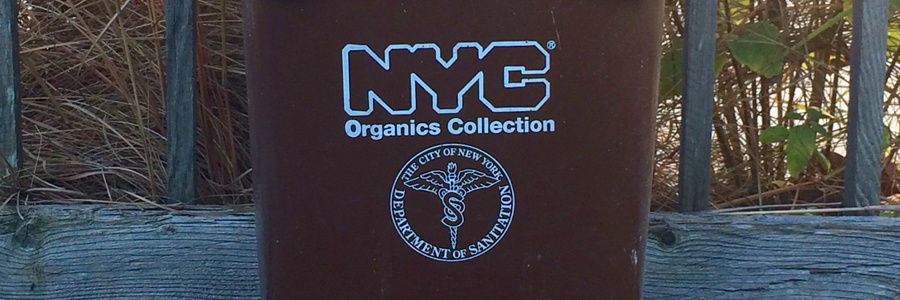 NYC®
Organics Collection
THE CITY OF NEW YORK
DEPARTMENT OF SANITATION